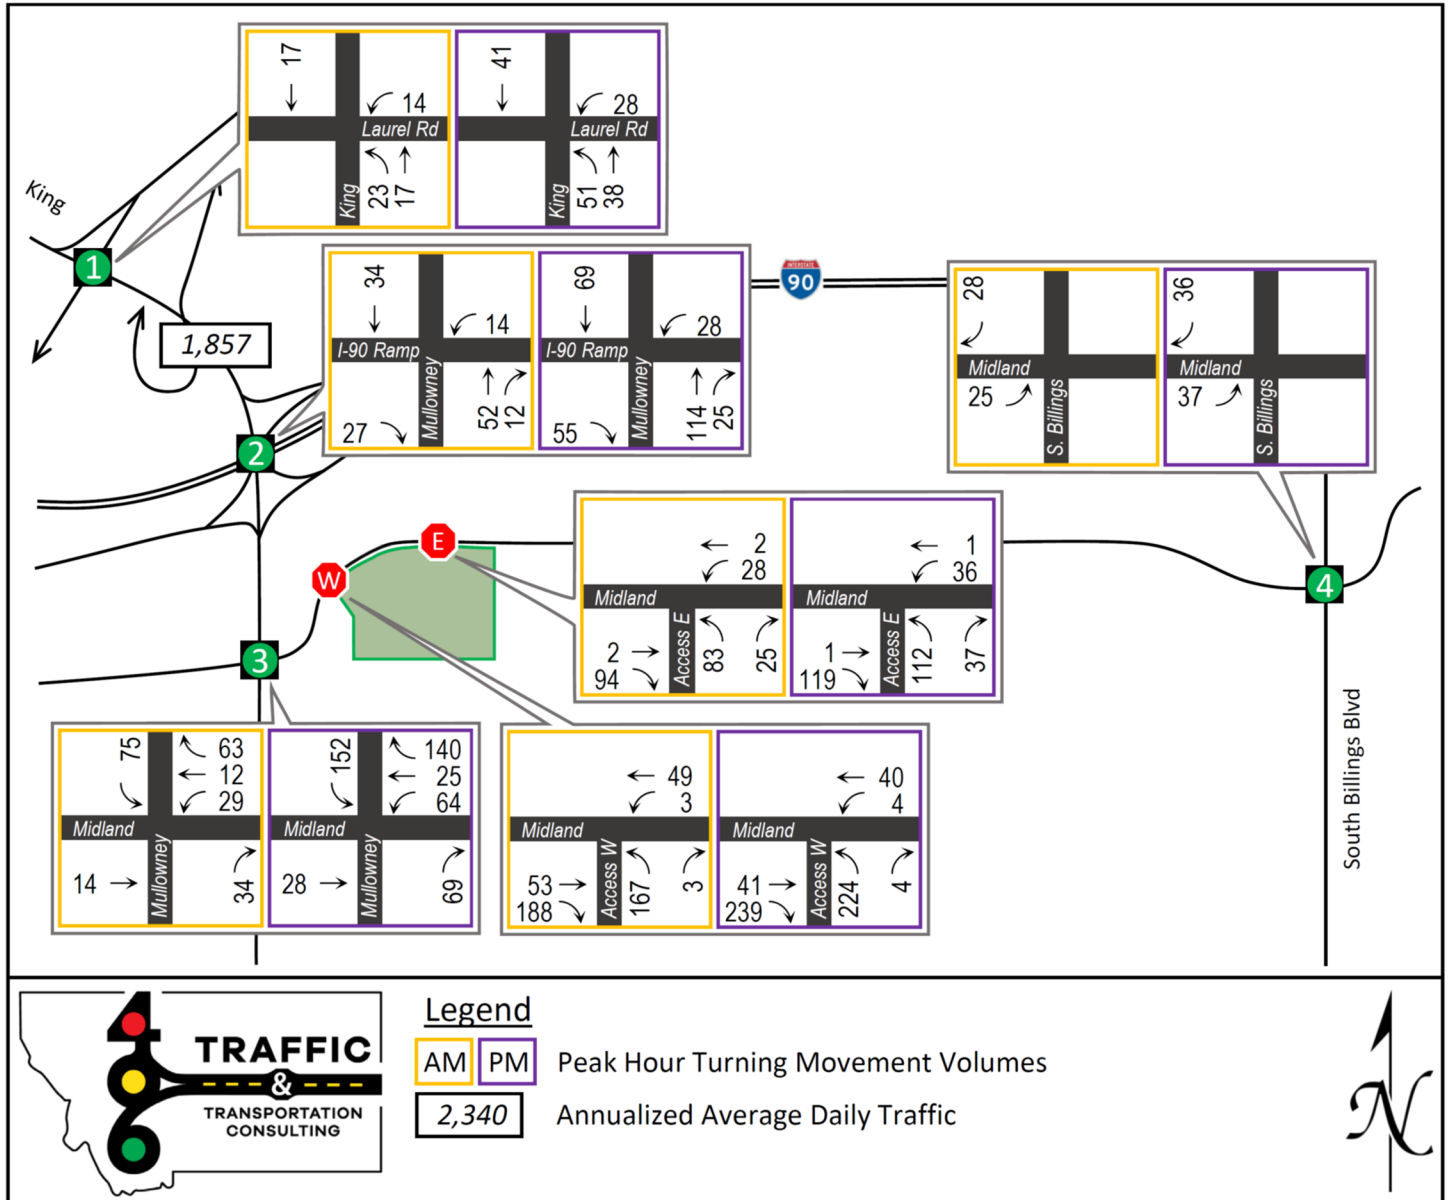 King
17
14
Laurel Rd
King
23
17
41
28
Laurel Rd
King
51
38
1
1,857
34
14
I-90 Ramp
Mullowney
52
12
27
69
28
I-90 Ramp
Mullowney
114
25
55
INTERSTATE
90
28
Midland
25
S. Billings
36
Midland
37
S. Billings
2
E
W
3
4
2
28
Midland
2
94
Access E
83
25
1
36
Midland
1
119
Access E
112
37
South Billings Blvd
75
63
12
29
Midland
14
Mullowney
34
152
140
25
64
Midland
28
Mullowney
69
49
3
Midland
53
188
Access W
167
3
40
4
Midland
41
239
Access W
224
4
406
TRAFFIC
&
TRANSPORTATION
CONSULTING
Legend
AM PM Peak Hour Turning Movement Volumes
2,340 Annualized Average Daily Traffic
N